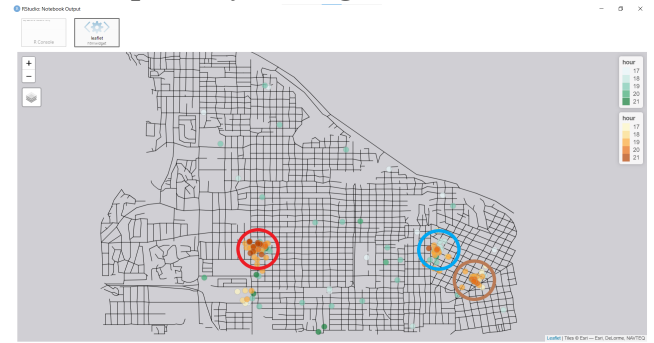 RStudio: Notebook Output
R Console
leaflet
htmlwidget
+
−
hour
17
18
19
20
21
hour
17
18
19
20
21
Leaflet | Tiles © Esri — Esri, DeLorme, NAVTEQ